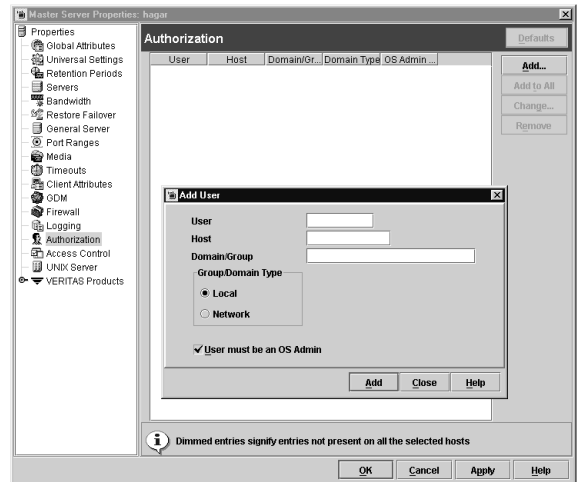 Master Server Properties: hagar
Properties
Global Attributes
Universal Settings
Retention Periods
Servers
Bandwidth
Restore Failover
General Server
Port Ranges
Media
Timeouts
Client Attributes
GDM
Firewall
Logging
Authorization
Access Control
UNIX Server
VERITAS Products
Authorization
Defaults
User Host Domain/Gr... Domain Type OS Admin ...
Add...
Add to All
Change...
Remove
Add User
User
Host
Domain/Group
Group/Domain Type
Local
Network
User must be an OS Admin
Add Close Help
Dimmed entries signify entries not present on all the selected hosts
OK Cancel Apply Help